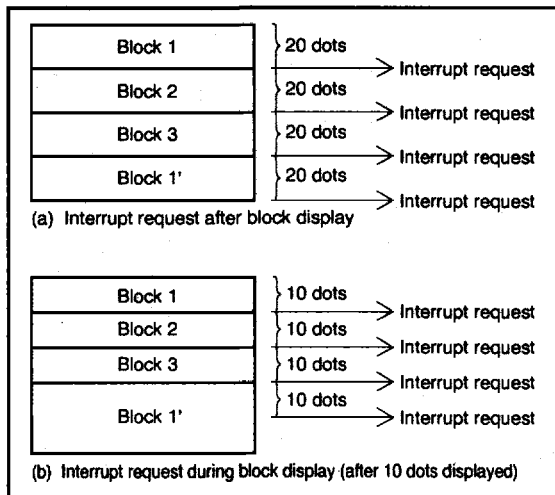 Block 1
20 dots
Interrupt request
Block 2
20 dots
Interrupt request
Block 3
20 dots
Interrupt request
Block 1'
20 dots
Interrupt request
(a) Interrupt request after block display
Block 1
10 dots
Interrupt request
Block 2
10 dots
Interrupt request
Block 3
10 dots
Interrupt request
Block 1'
10 dots
Interrupt request
(b) Interrupt request during block display (after 10 dots displayed)